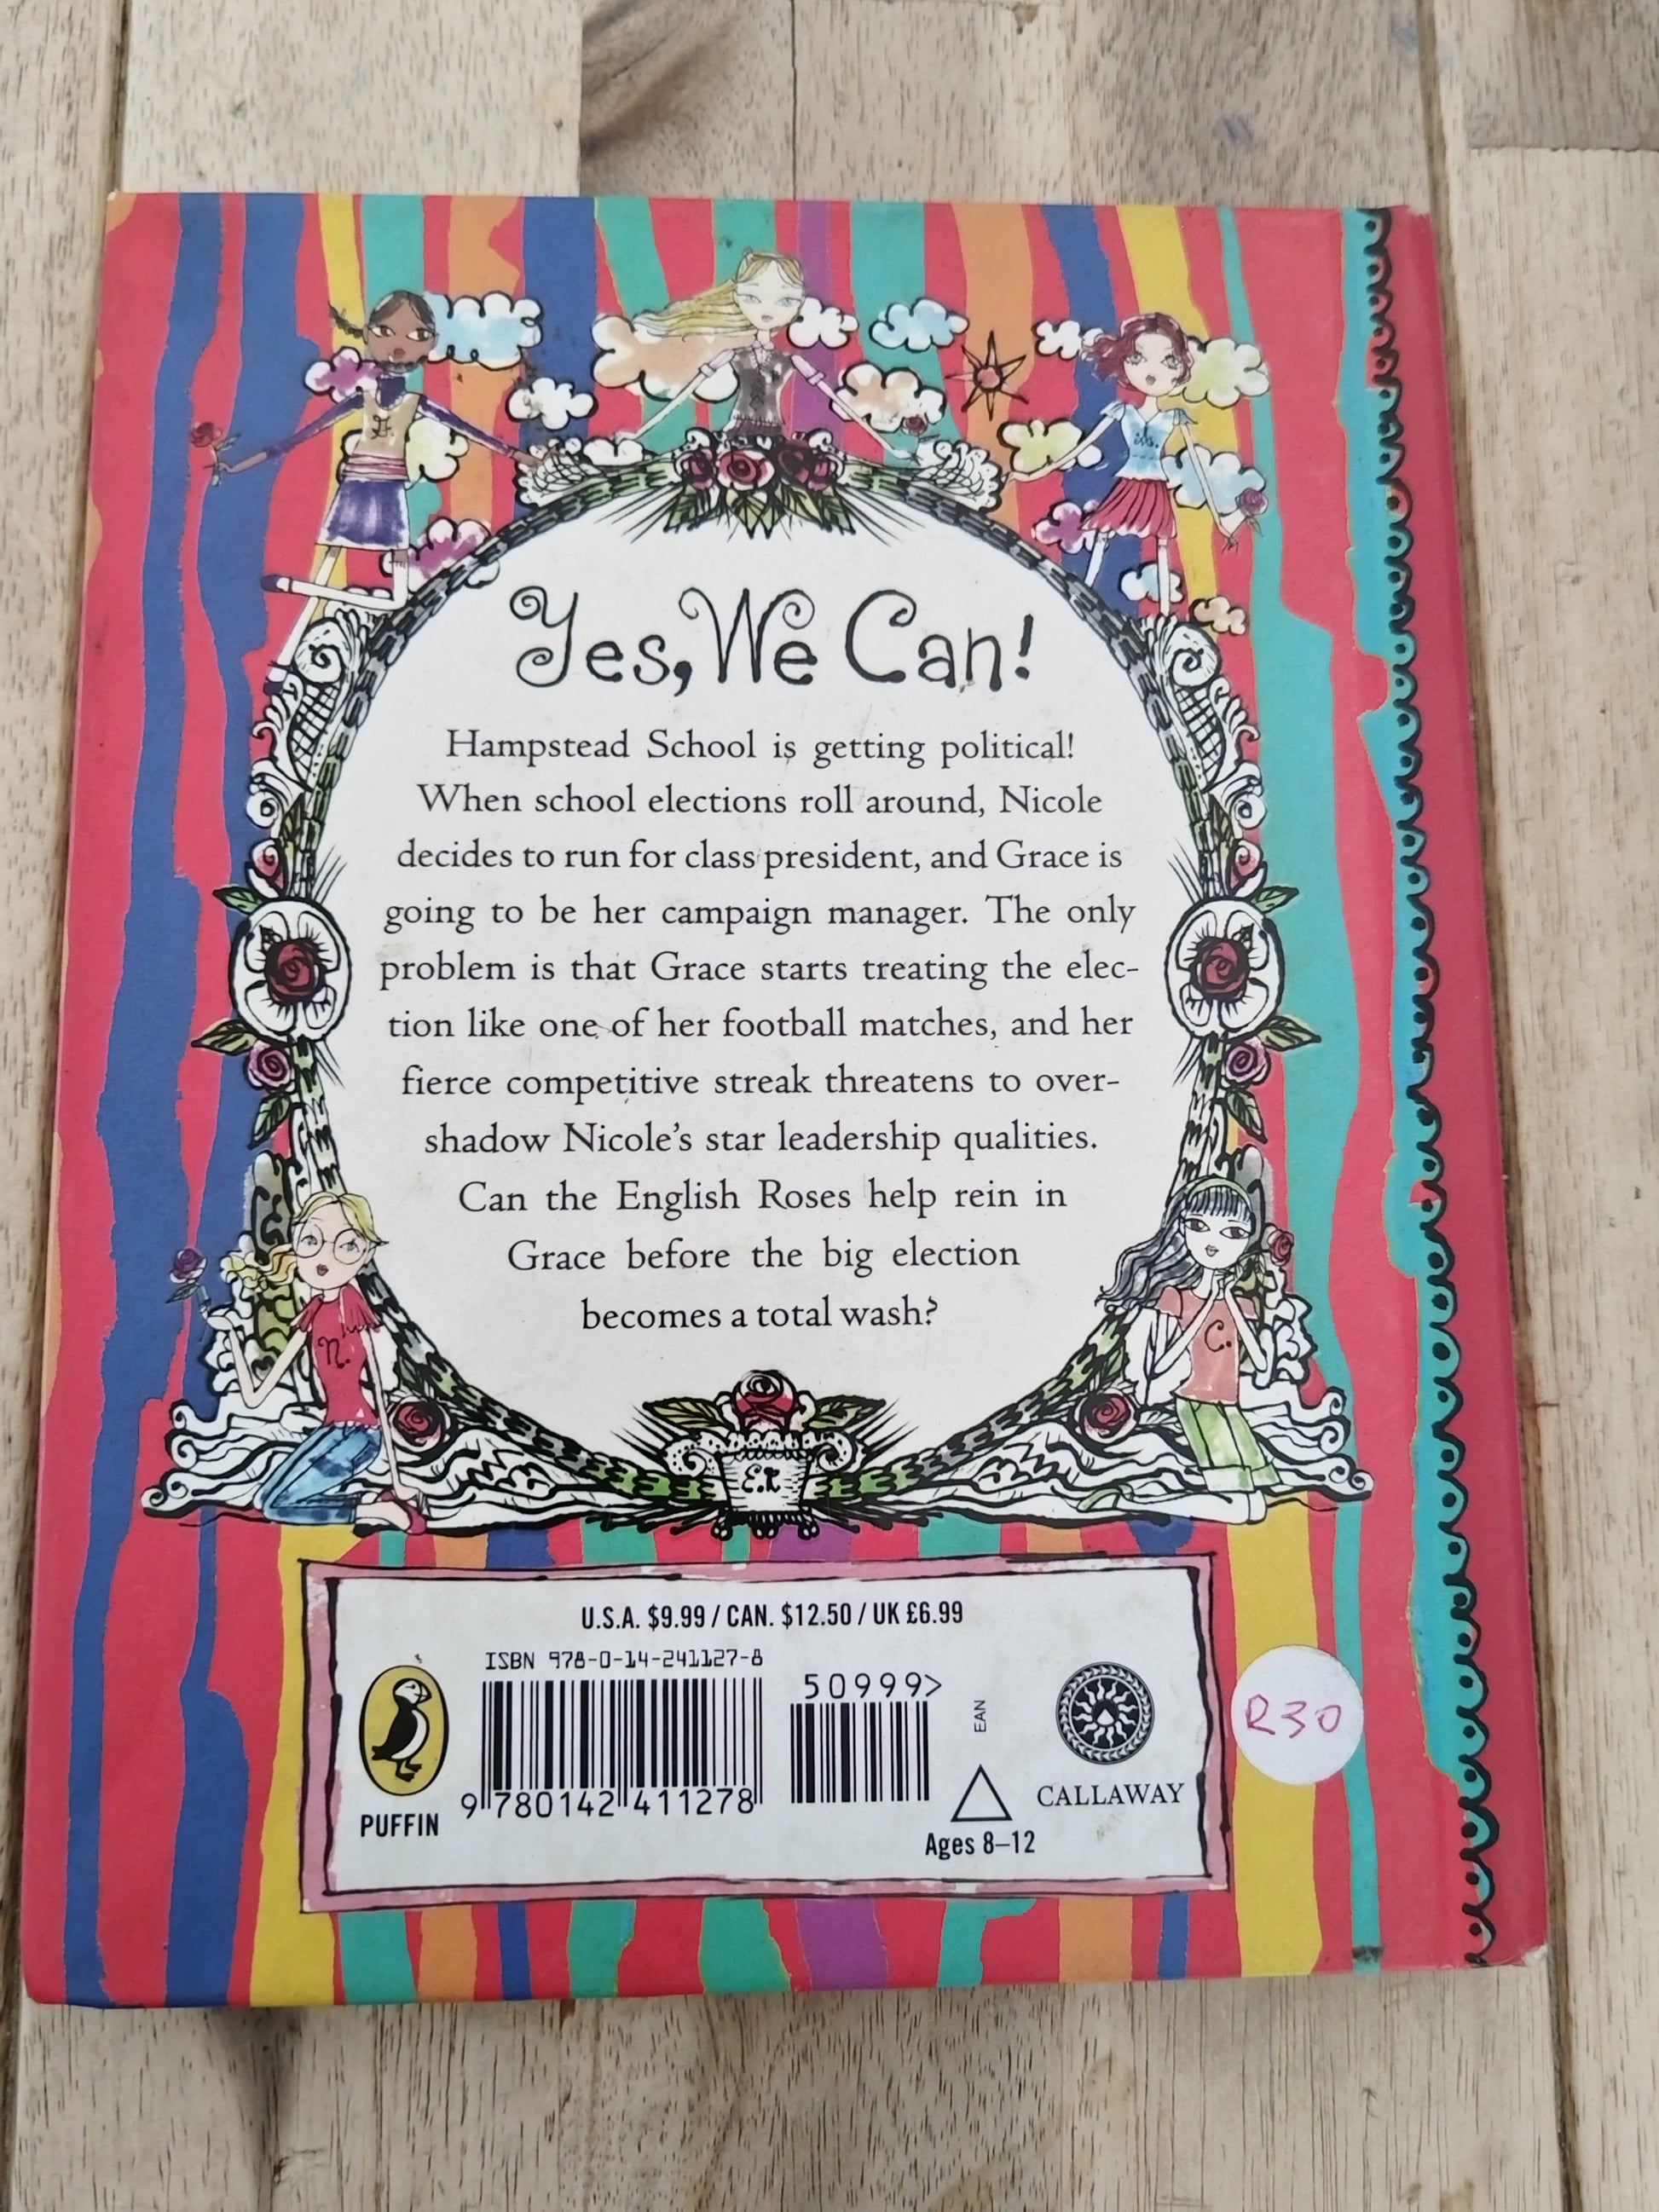 Yes, We Can!
Hampstead School is getting political!
When school elections roll around, Nicole
decides to run for class president, and Grace is
going to be her campaign manager. The only
problem is that Grace starts treating the elec-
tion like one of her football matches, and her
fierce competitive streak threatens to over-
shadow Nicole's star leadership qualities.
Can the English Roses help rein in
Grace before the big election
becomes a total wash?
n.
C.
E.R
U.S.A. $9.99 / CAN. $12.50 / UK £6.99
ISBN 978-0-14-241127-8
50999>
EAN
R30
9 780142 411278
PUFFIN
CALLAWAY
Ages 8–12